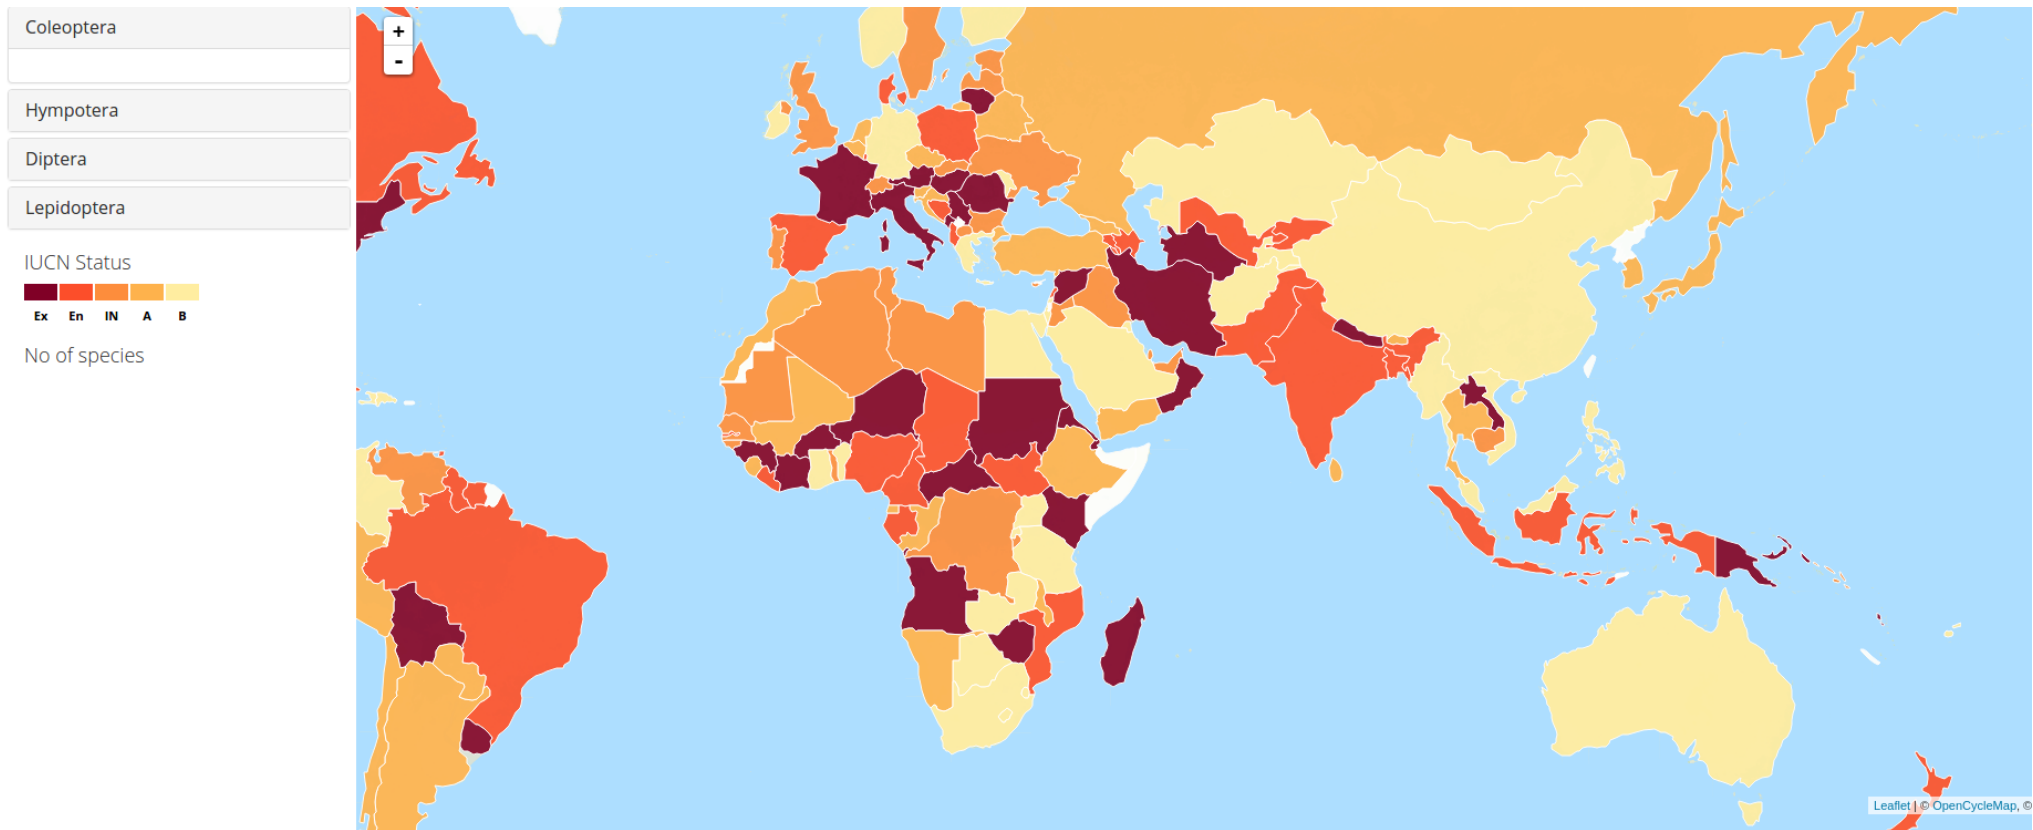 Coleoptera
Hympotera
Diptera
Lepidoptera
IUCN Status
Ex En IN A B
No of species
+
-
Leaflet | © OpenCycleMap, ©